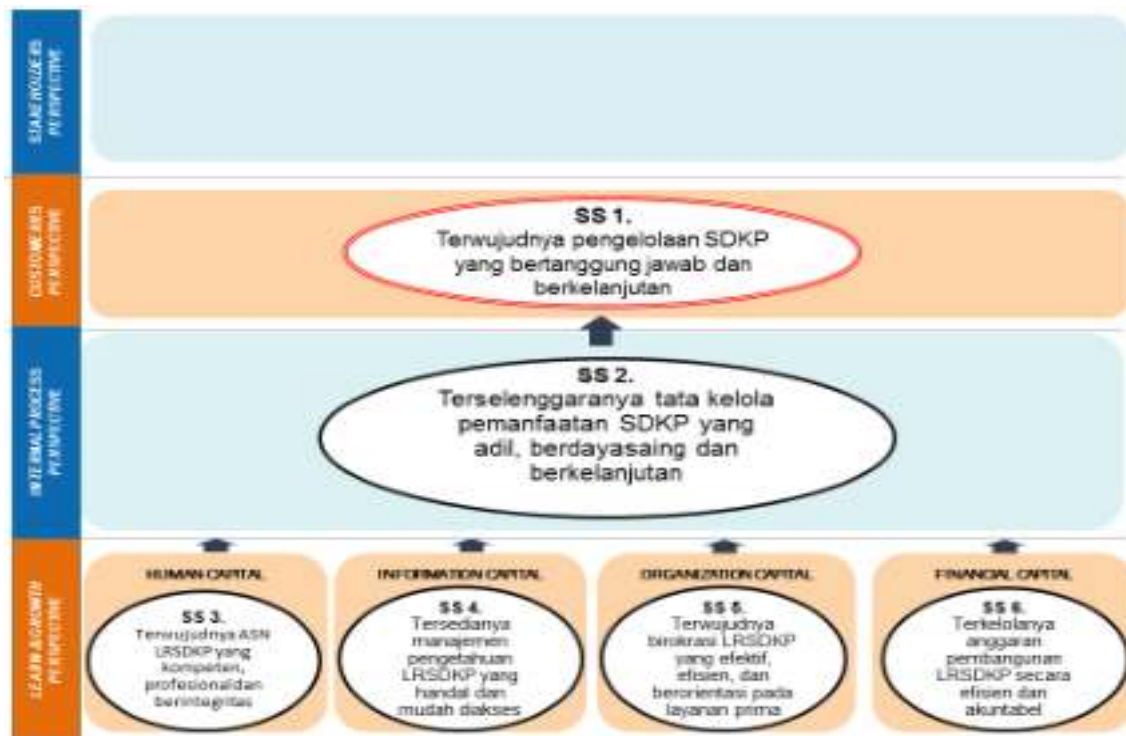 STAKEHOLDERS
PERSPECTIVE
CUSTOMERS
PERSPECTIVE
SS 1.
Terwujudnya pengelolaan SDKP
yang bertanggung jawab dan
berkelanjutan
INTERNAL PROCESS
PERSPECTIVE
SS 2.
Terselenggaranya tata kelola
pemanfaatan SDKP yang
adil, berdayasaing dan
berkelanjutan
LEARN & GROWTH
PERSPECTIVE
HUMAN CAPITAL
SS 3.
Terwujudnya ASN
LRSDKP yang
kompeten,
profesional dan
berintegritas
INFORMATION CAPITAL
SS 4.
Tersedianya
manajemen
pengetahuan
LRSDKP yang
handal dan
mudah diakses
ORGANIZATION CAPITAL
SS 5.
Terwujudnya
birokrasi LRSDKP
yang efektif,
efisien, dan
berorientasi pada
layanan prima
FINANCIAL CAPITAL
SS 6.
Terkelolanya
anggaran
pembangunan
LRSDKP secara
efisien dan
akuntabel